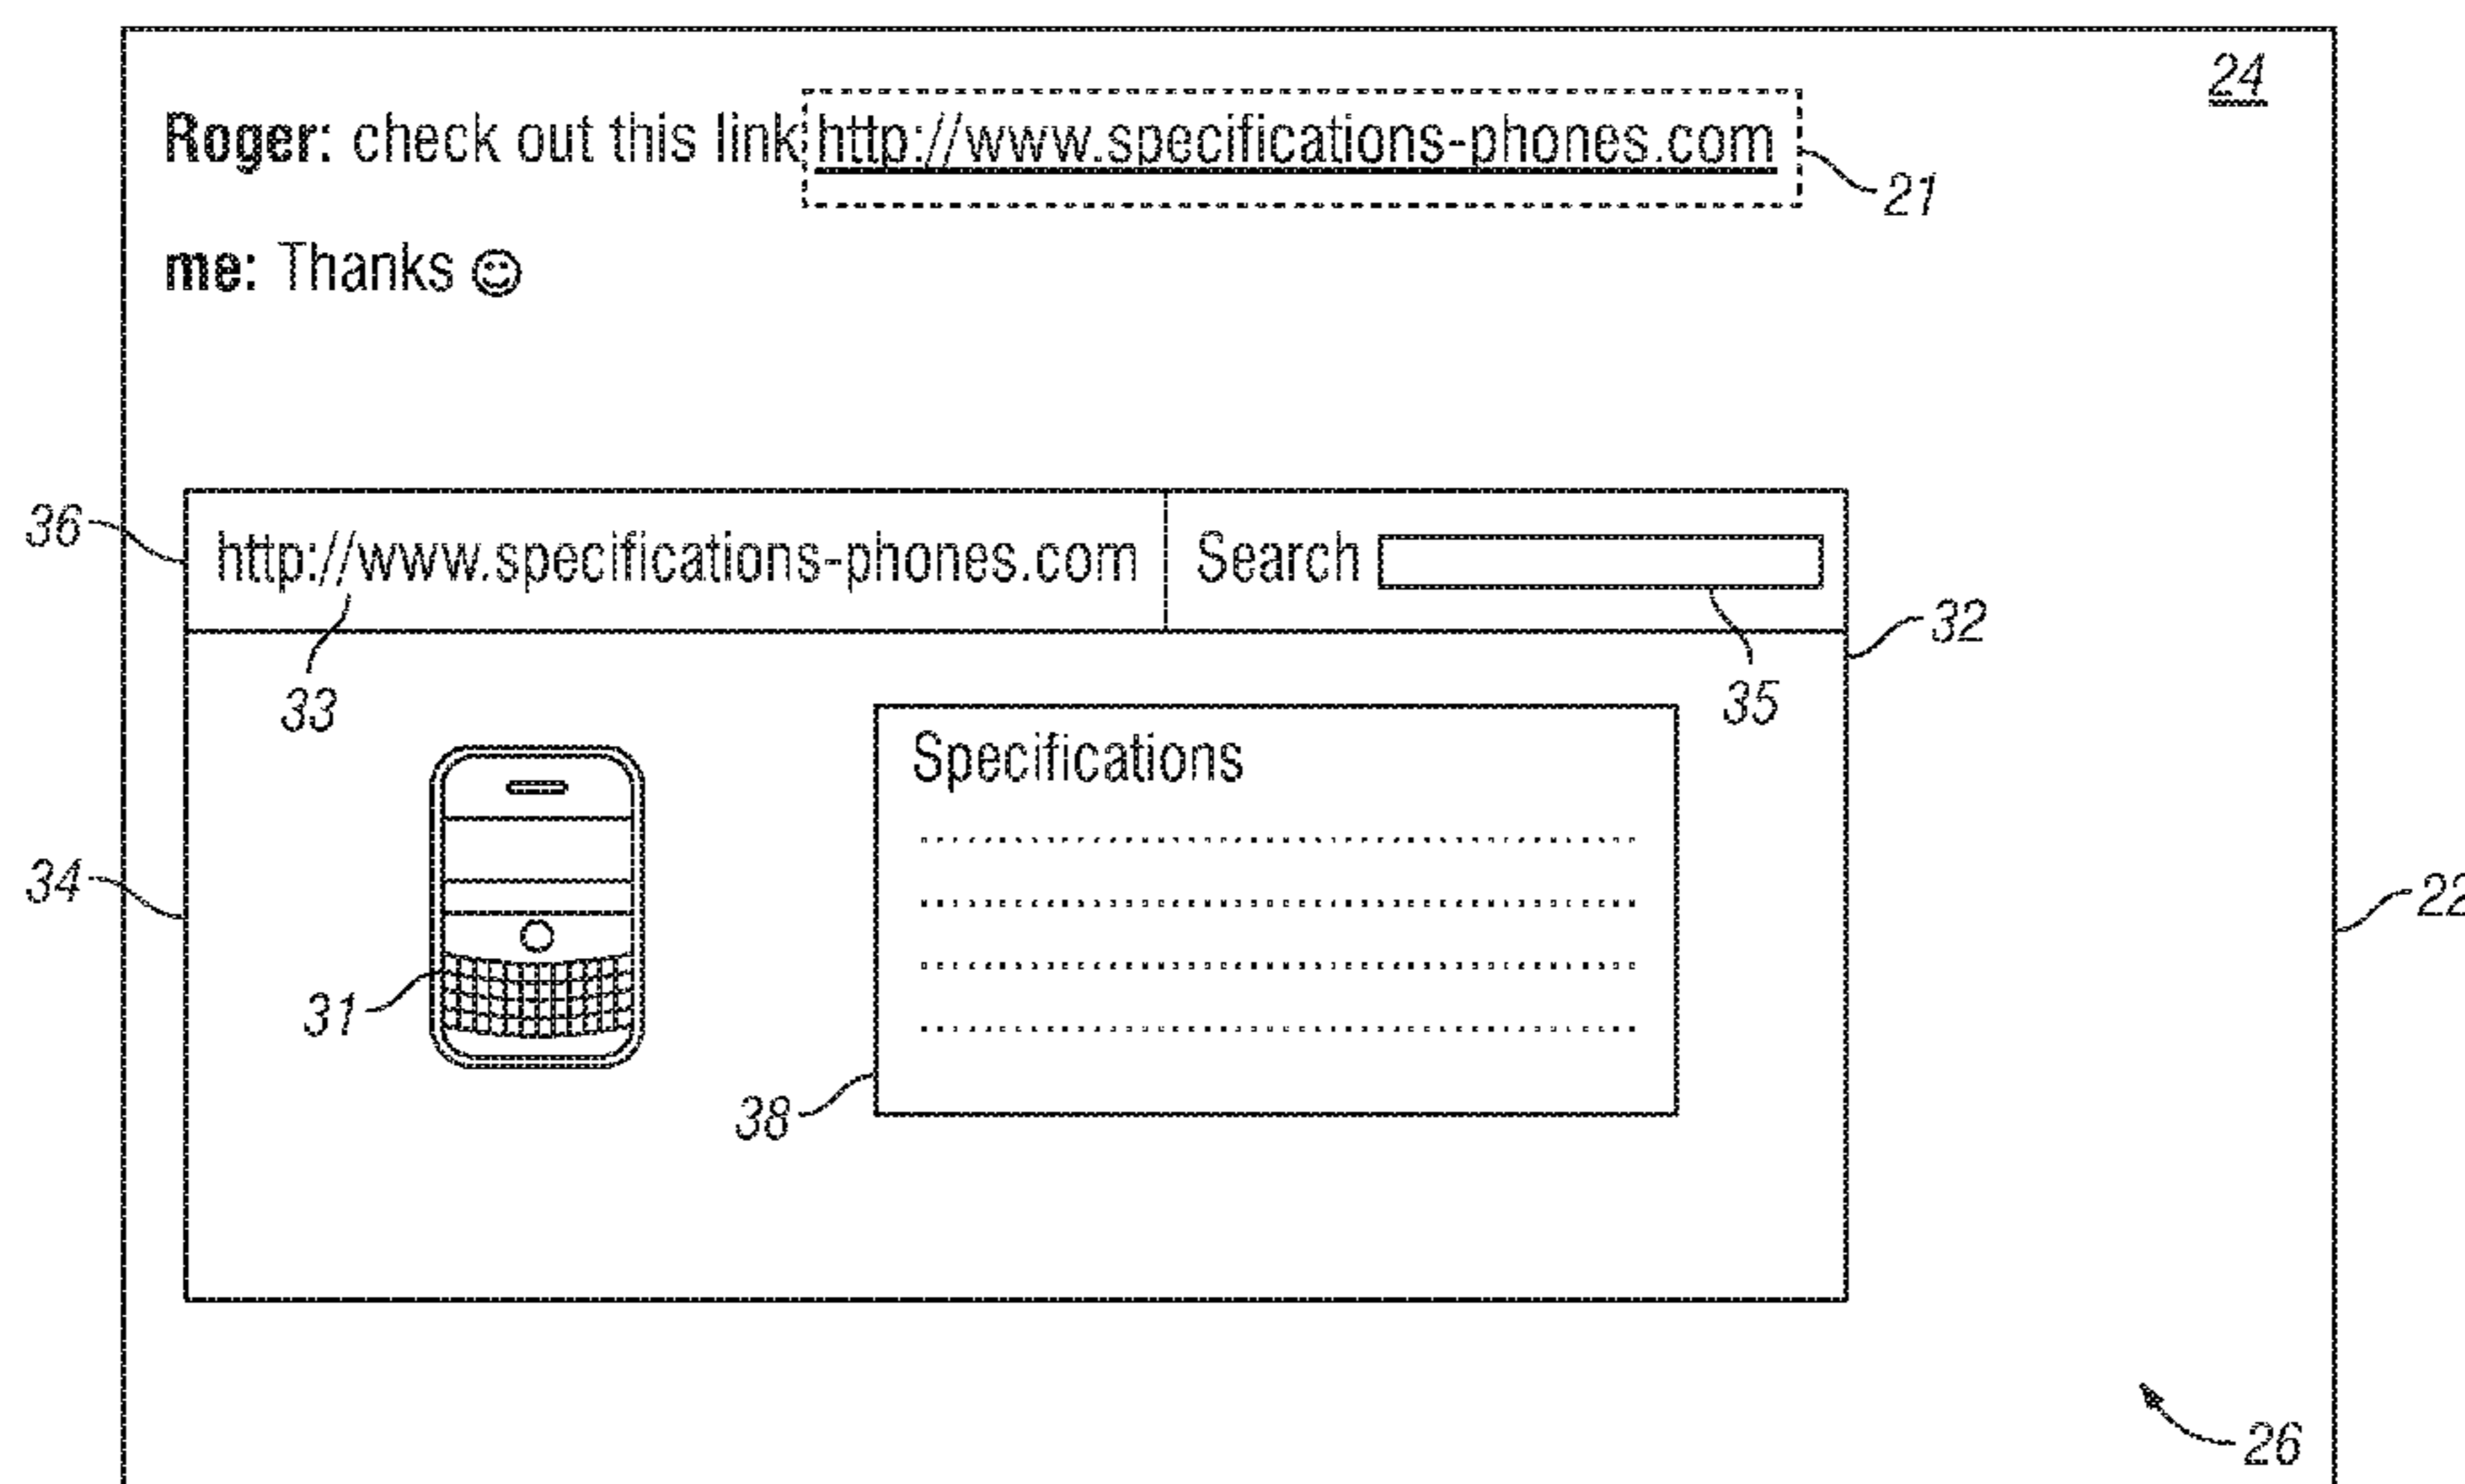 24
Roger: check out this link http://www.specifications-phones.com
21
me: Thanks ☺
36
http://www.specifications-phones.com Search
32
33
35
Specifications
34
22
31
38
26